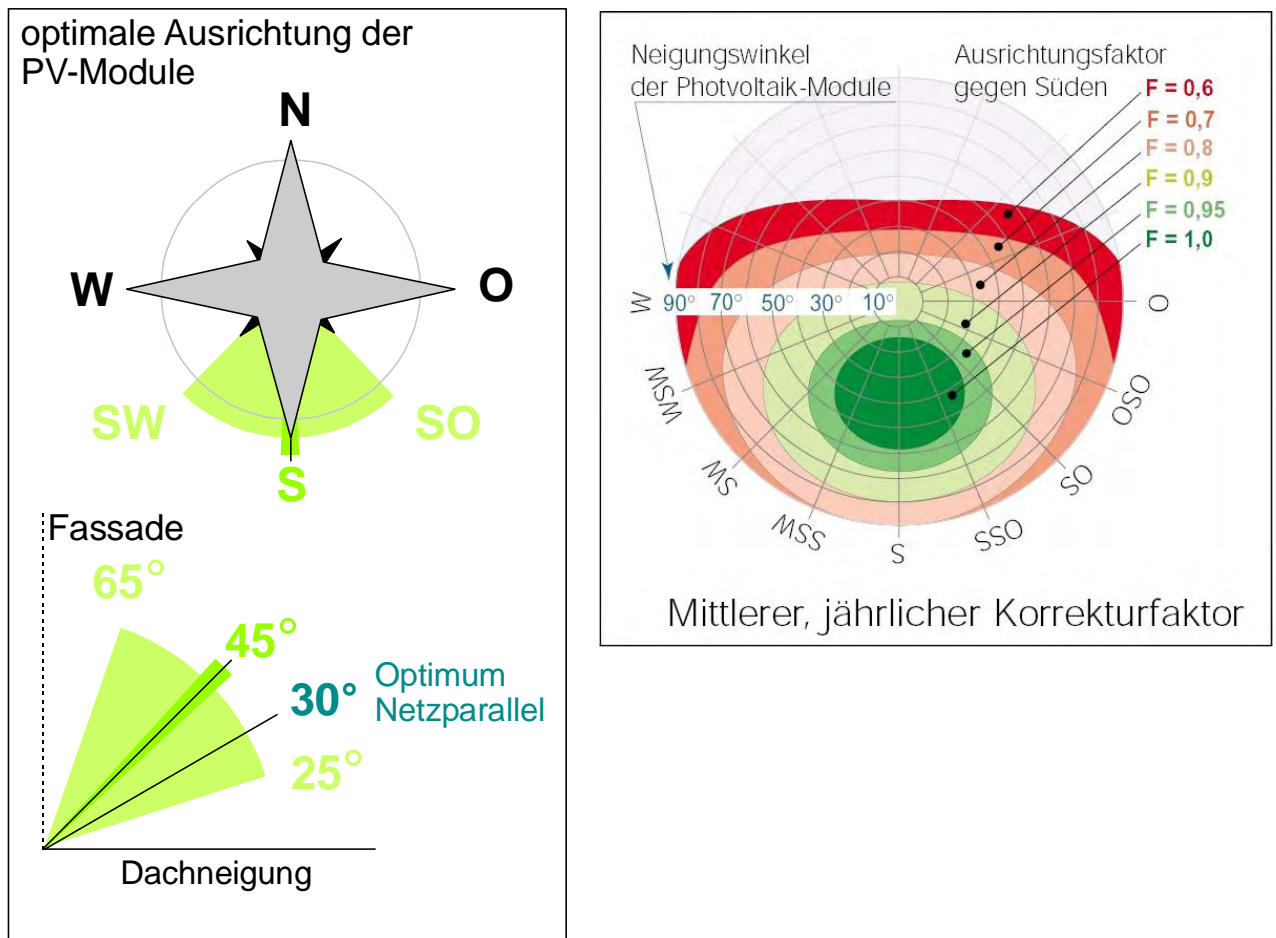 optimale Ausrichtung der
PV-Module
N
W
O
SW
SO
S
Fassade
65°
45°
30° Optimum
Netzparallel
25°
Dachneigung
Neigungswinkel
der Photvoltaik-Module
Ausrichtungsfaktor
gegen Süden
F = 0,6
F = 0,7
F = 0,8
F = 0,9
F = 0,95
F = 1,0
W 90° 70° 50° 30° 10° O
WSW
OSO
SW
SO
SSW
SSO
S
Mittlerer, jährlicher Korrekturfaktor